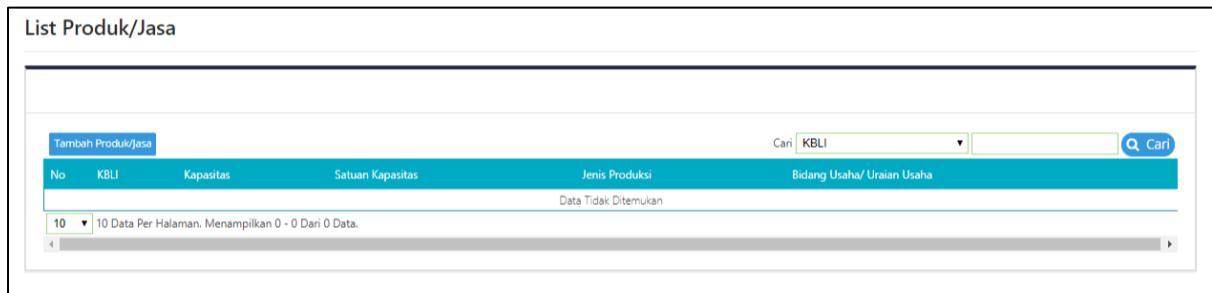 List Produk/Jasa
Tambah Produk/Jasa Cari KBLI Cari
No KBLI Kapasitas Satuan Kapasitas Jenis Produksi Bidang Usaha/ Uraian Usaha
Data Tidak Ditemukan
10 10 Data Per Halaman. Menampilkan 0 - 0 Dari 0 Data.